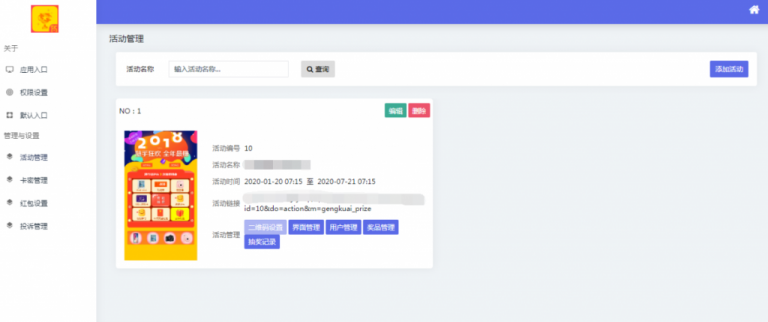 活动管理
关于
应用入口
权限设置
默认入口
管理与设置
活动管理
卡密管理
红包设置
投诉管理
活动名称 输入活动名称... 查询 添加活动
NO：1 编辑 删除
2018
活动编号 10
活动名称
活动时间 2020-01-20 07:15 至 2020-07-21 07:15
活动链接
id=10&do=action&m=gengkuai_prize
活动管理 二维码设置 界面管理 用户管理 奖品管理
抽奖记录